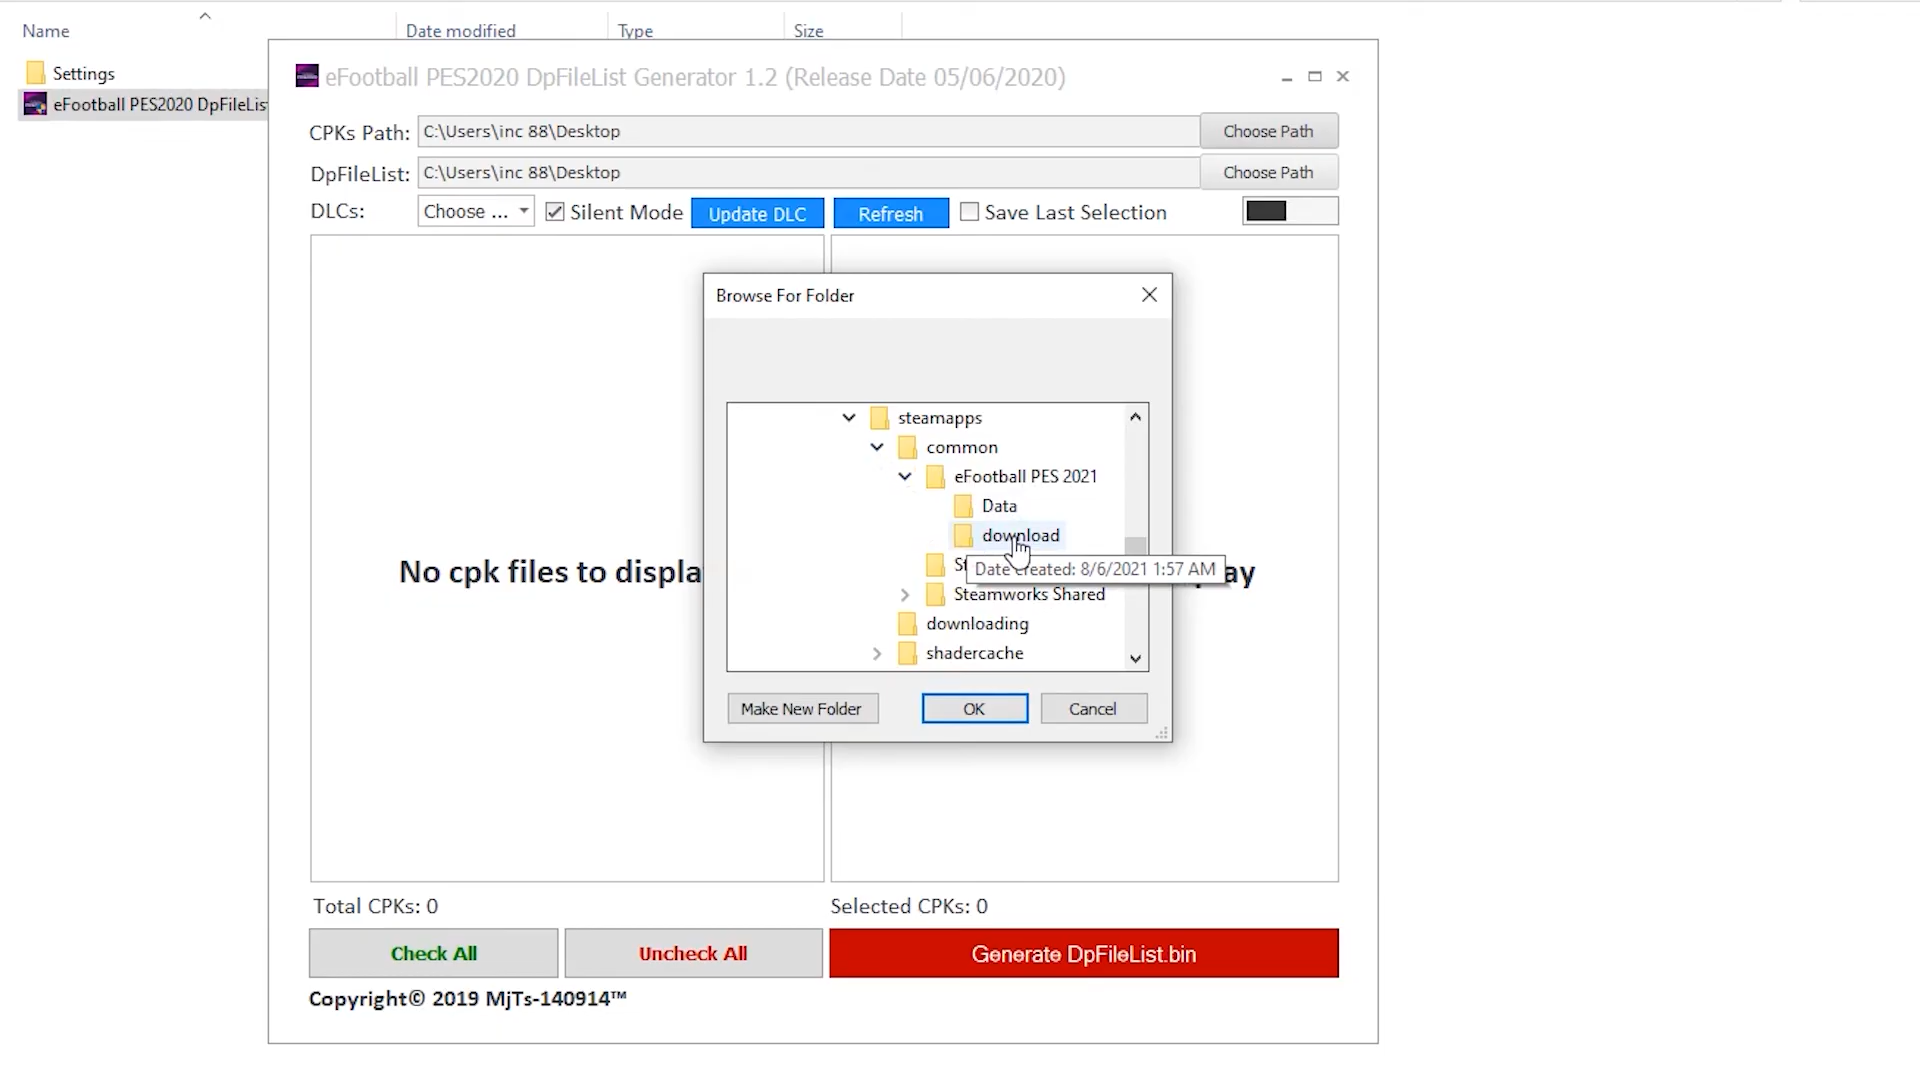 Name
Date modified
Type
Size
Settings
eFootball PES2020 DpFileLis
eFootball PES2020 DpFileList Generator 1.2 (Release Date 05/06/2020)
CPKs Path: C:\Users\inc 88\Desktop Choose Path
DpFileList: C:\Users\inc 88\Desktop Choose Path
DLCs: Choose ... Silent Mode Update DLC Refresh Save Last Selection
Browse For Folder
steamapps
common
eFootball PES 2021
Data
download
Date created: 8/6/2021 1:57 AM
Steamworks Shared
downloading
shadercache
Make New Folder OK Cancel
No cpk files to displa
ay
Total CPKs: 0
Selected CPKs: 0
Check All Uncheck All Generate DpFileList.bin
Copyright© 2019 MjTs-140914™